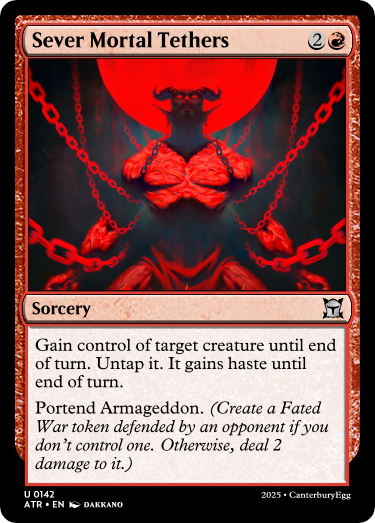 Sever Mortal Tethers 2
Sorcery
Gain control of target creature until end
of turn. Untap it. It gains haste until
end of turn.
Portend Armageddon. (Create a Fated
War token defended by an opponent if you
don't control one. Otherwise, deal 2
damage to it.)
U 0142
ATR • EN DAKKANO
2025 • CanterburyEgg